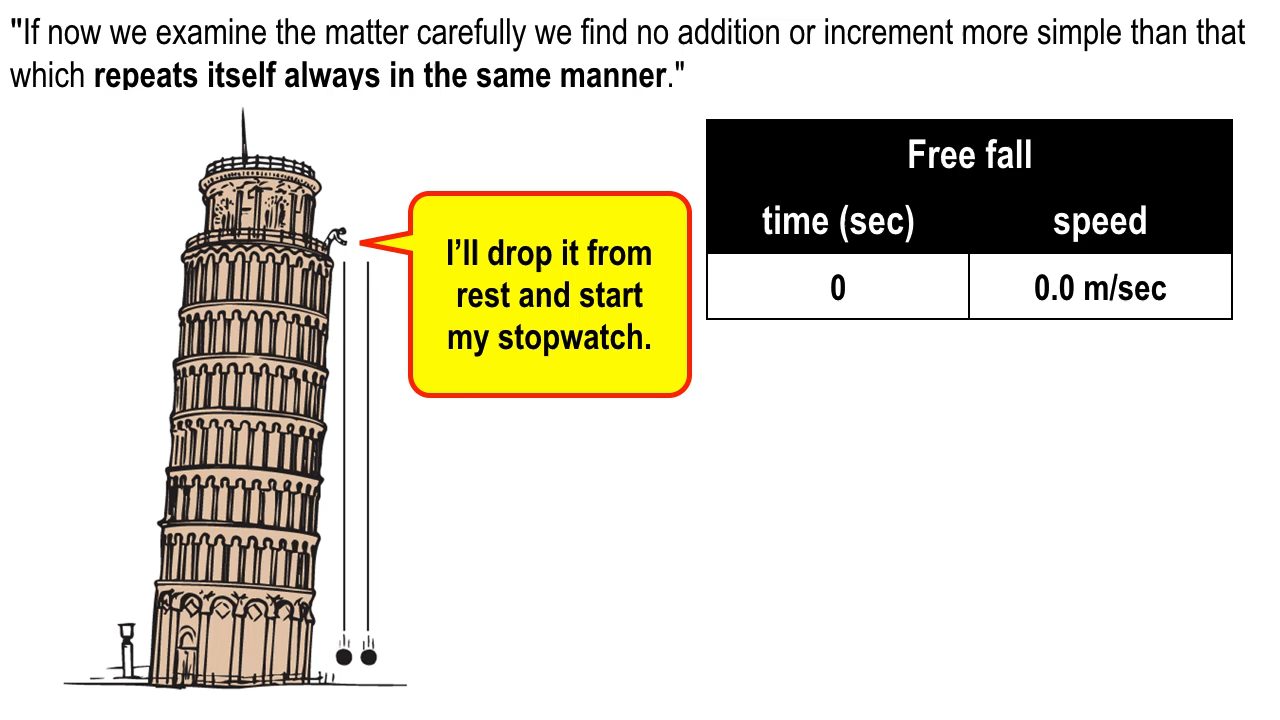 "If now we examine the matter carefully we find no addition or increment more simple than that
which repeats itself always in the same manner."
I’ll drop it from
rest and start
my stopwatch.
Free fall
time (sec) speed
0 0.0 m/sec